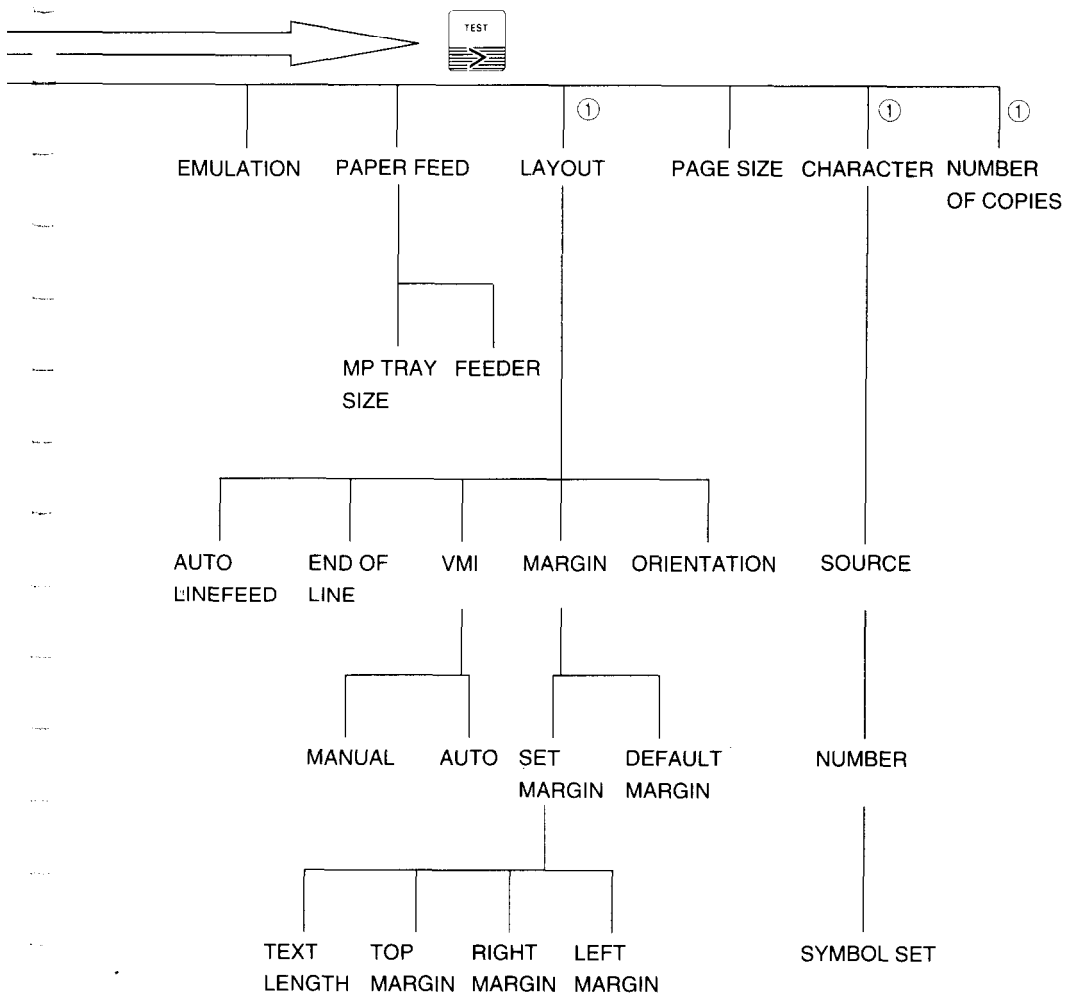 TEST
① ① ①
EMULATION PAPER FEED LAYOUT PAGE SIZE CHARACTER NUMBER
OF COPIES
MP TRAY FEEDER
SIZE
AUTO END OF VMI MARGIN ORIENTATION SOURCE
LINEFEED LINE
MANUAL AUTO SET DEFAULT NUMBER
MARGIN MARGIN
TEXT TOP RIGHT LEFT SYMBOL SET
LENGTH MARGIN MARGIN MARGIN